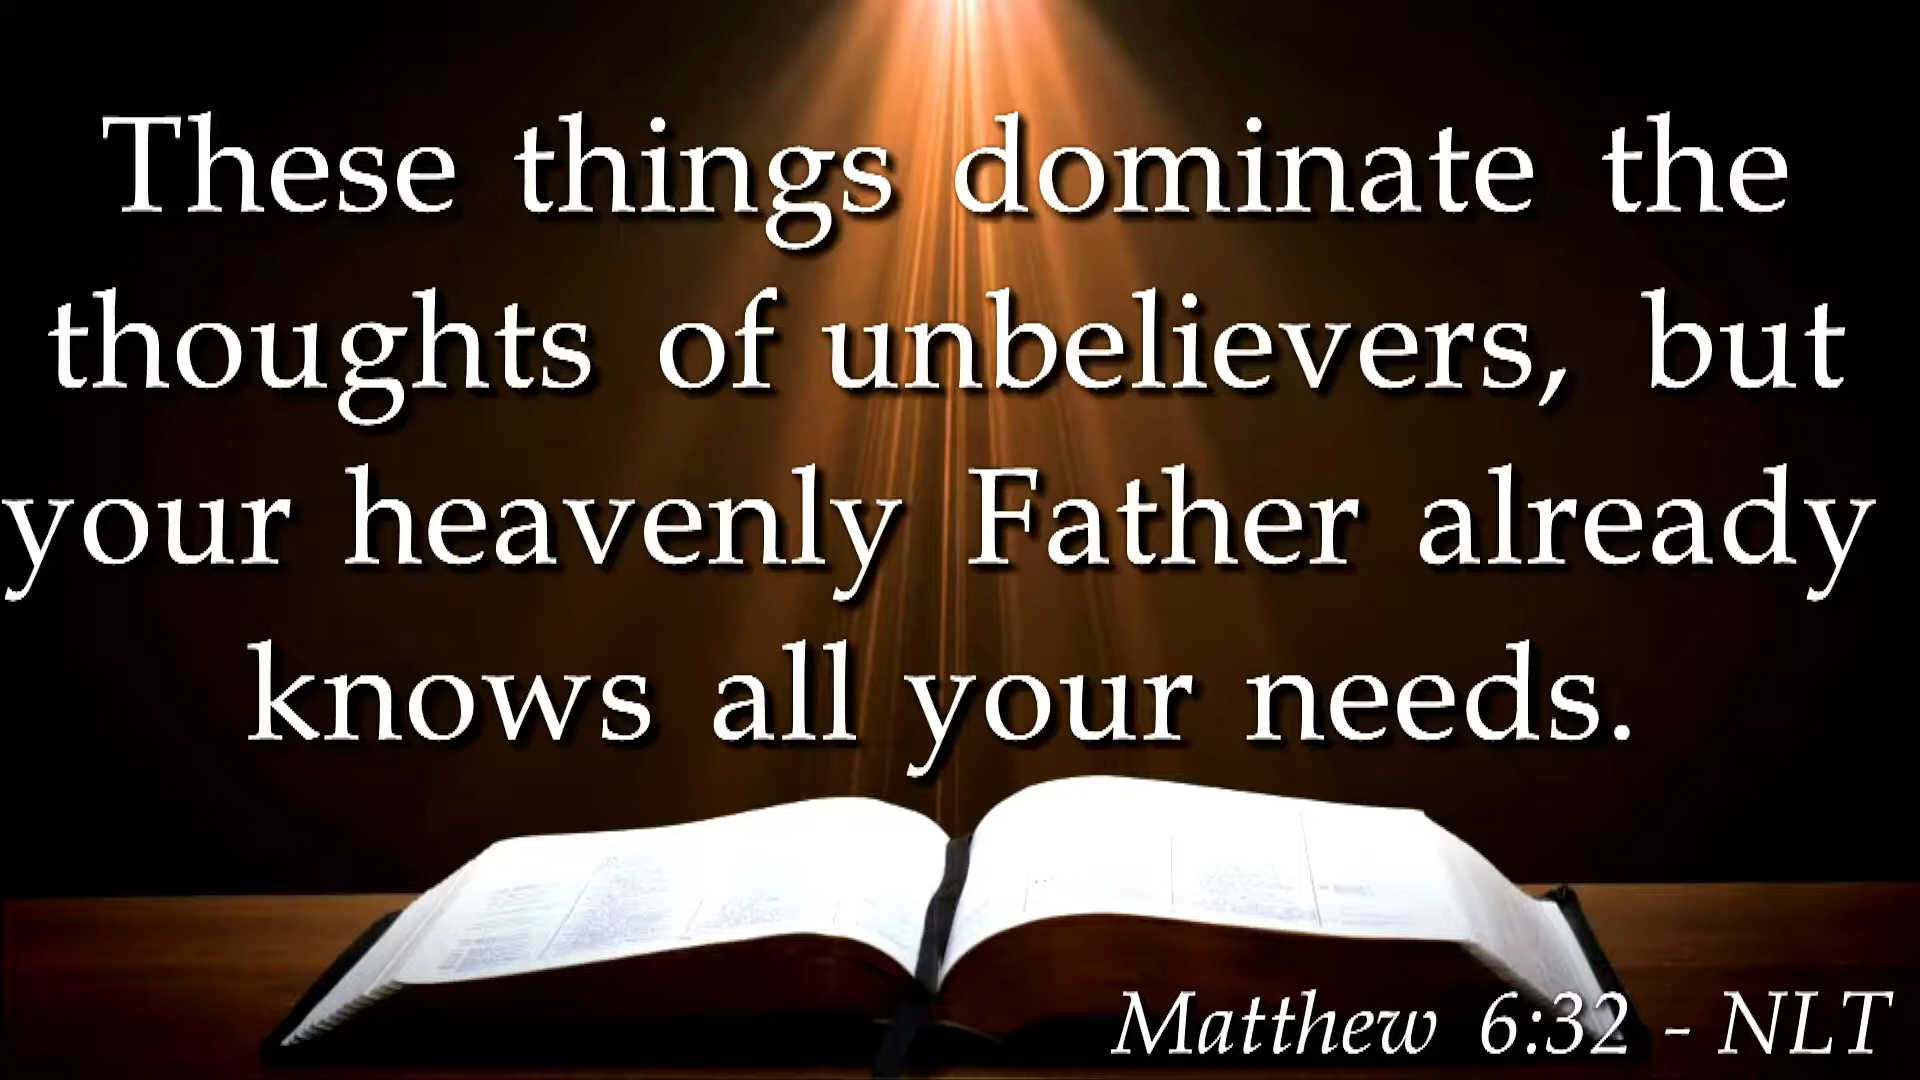 These things dominate the
thoughts of unbelievers, but
your heavenly Father already
knows all your needs.
Matthew 6:32 - NLT